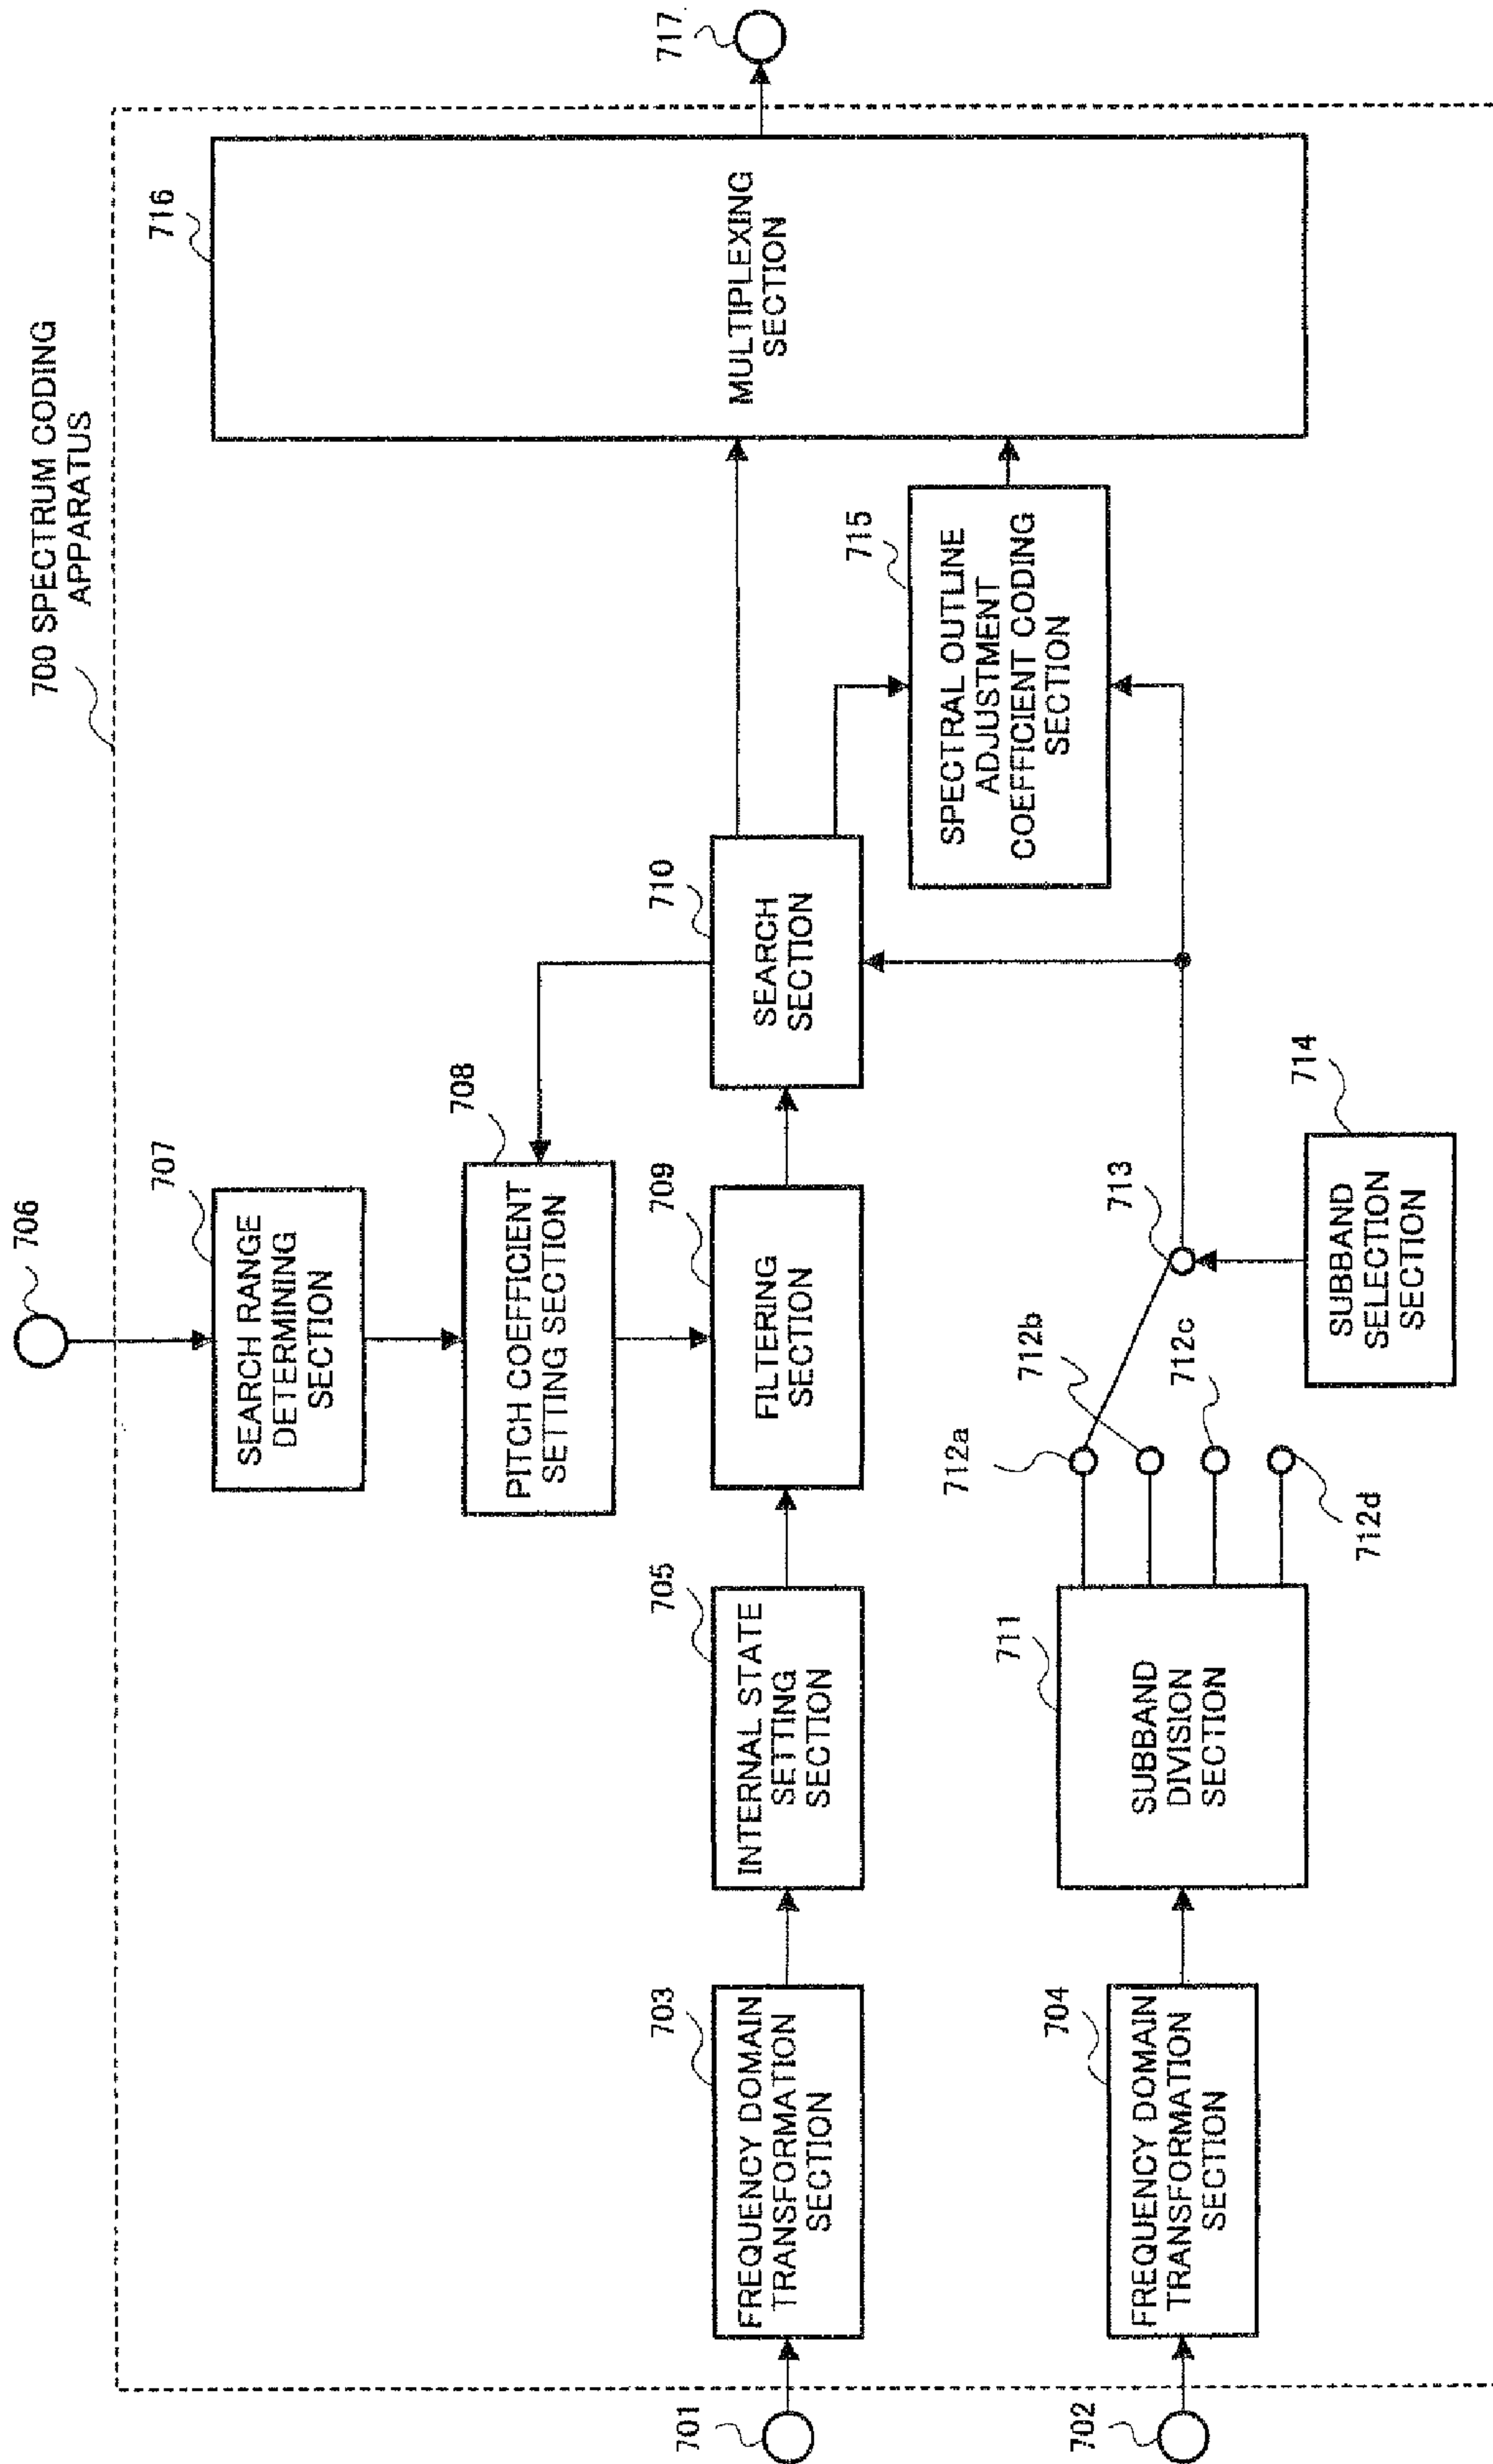 700 SPECTRUM CODING
APPARATUS
706
707
SEARCH RANGE
DETERMINING
SECTION
708
PITCH COEFFICIENT
SETTING SECTION
701
703
FREQUENCY DOMAIN
TRANSFORMATION
SECTION
705
INTERNAL STATE
SETTING
SECTION
709
FILTERING
SECTION
710
SEARCH
SECTION
716
MULTIPLEXING
SECTION
717
702
704
FREQUENCY DOMAIN
TRANSFORMATION
SECTION
711
SUBBAND
DIVISION
SECTION
712a
712b
712c
712d
713
714
SUBBAND
SELECTION
SECTION
715
SPECTRAL OUTLINE
ADJUSTMENT
COEFFICIENT CODING
SECTION